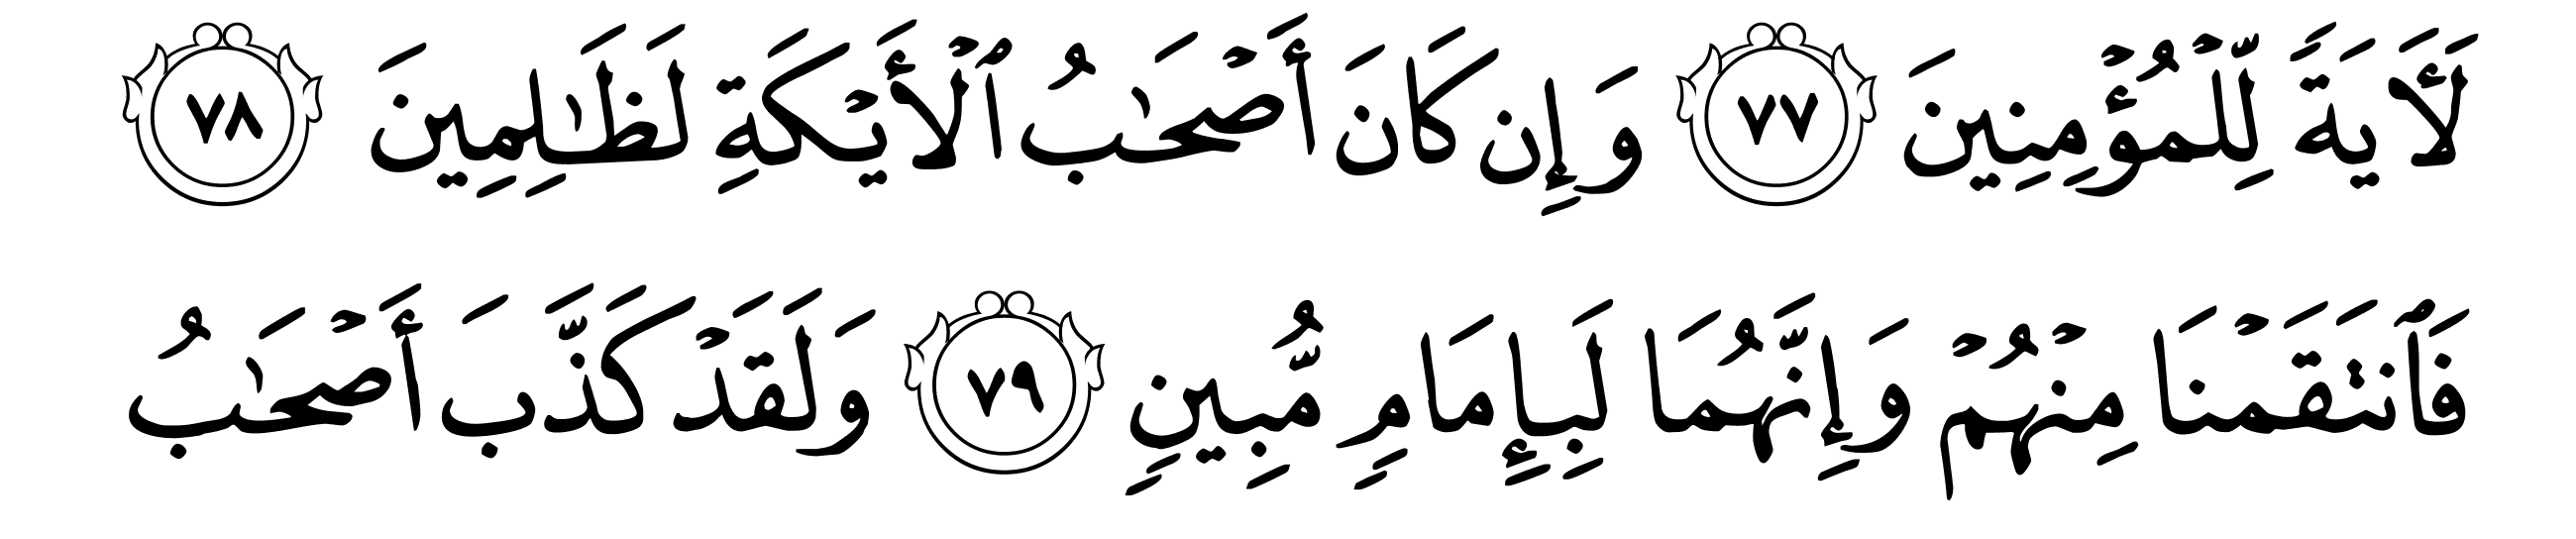 لَأٓيَةً لِّلْمُؤْمِنِينَ ٧٧ وَإِن كَانَ أَصْحَٰبُ ٱلْأَيْكَةِ لَظَٰلِمِينَ ٧٨
فَٱنتَقَمْنَا مِنْهُمْ وَإِنَّهُمَا لَبِإِمَامٍ مُّبِينٍ ٧٩ وَلَقَدْ كَذَّبَ أَصْحَٰبُ